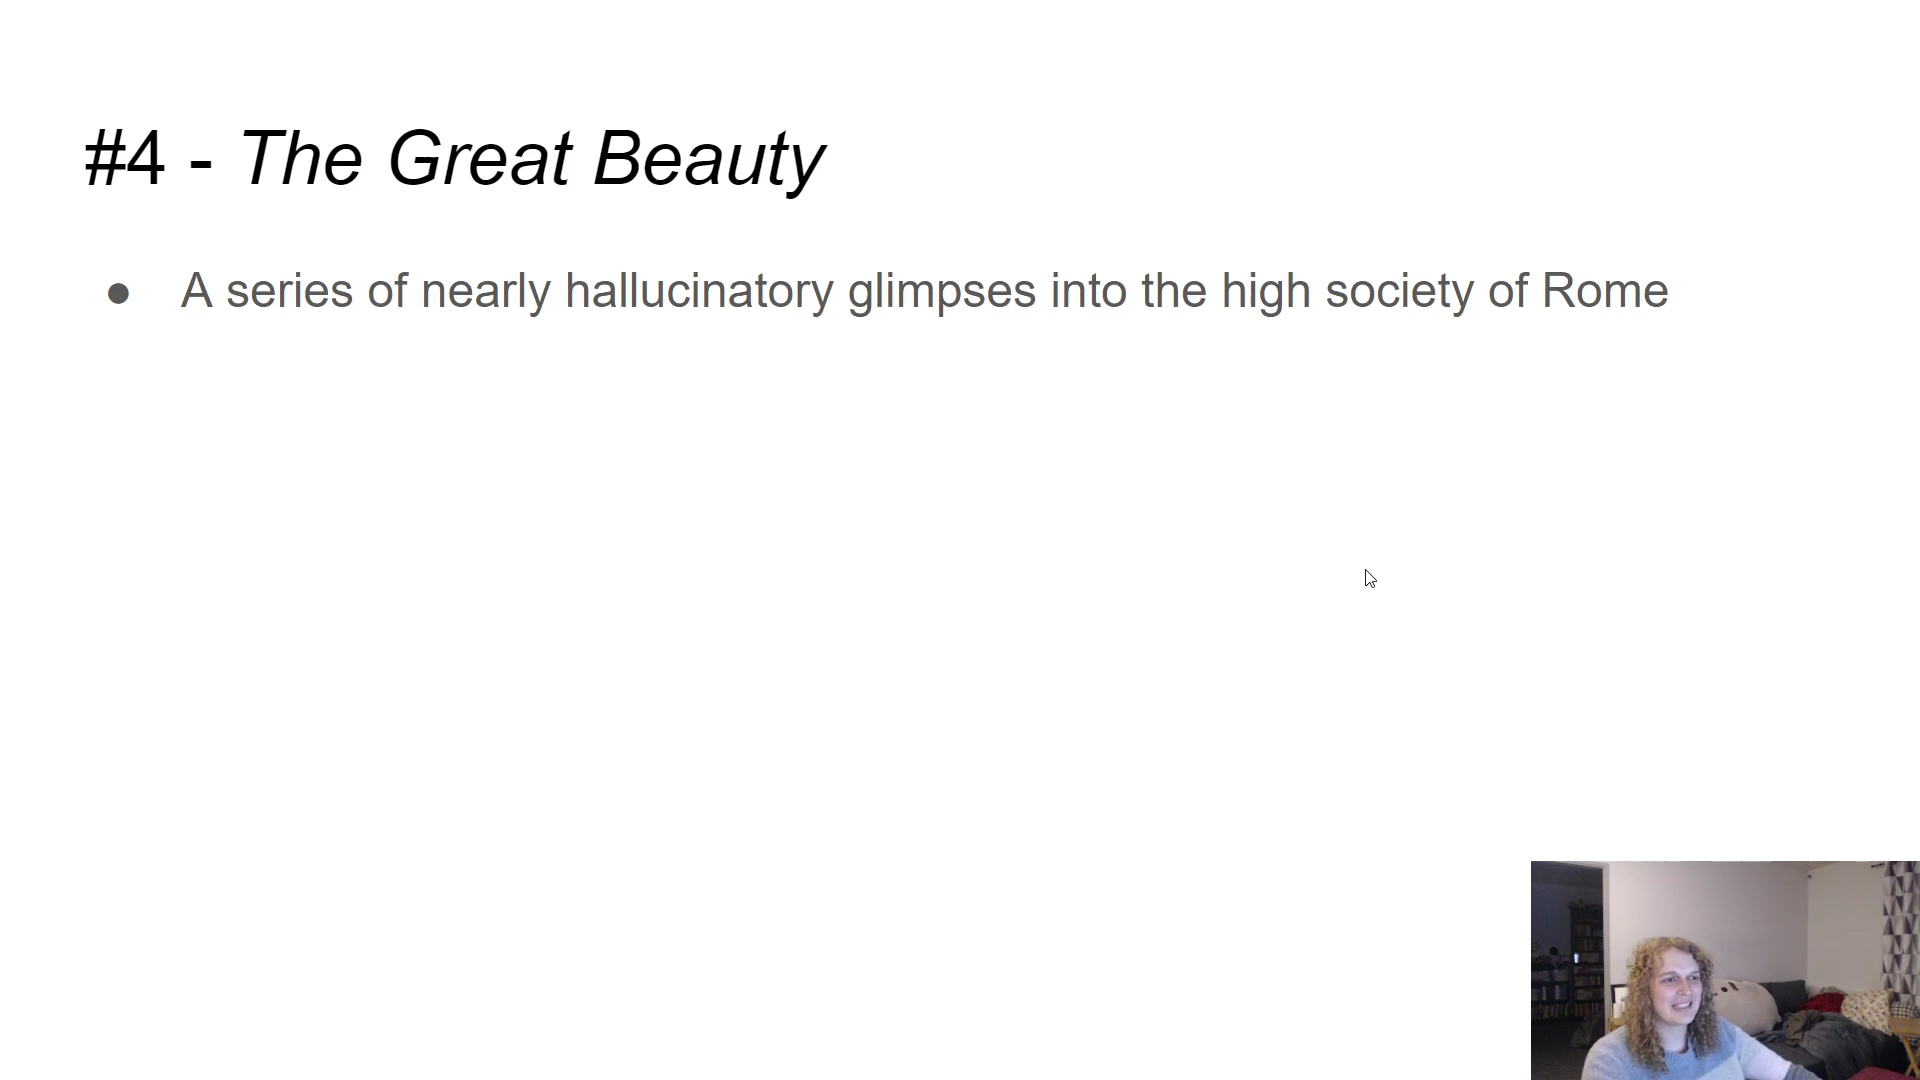 #4 - The Great Beauty
● A series of nearly hallucinatory glimpses into the high society of Rome